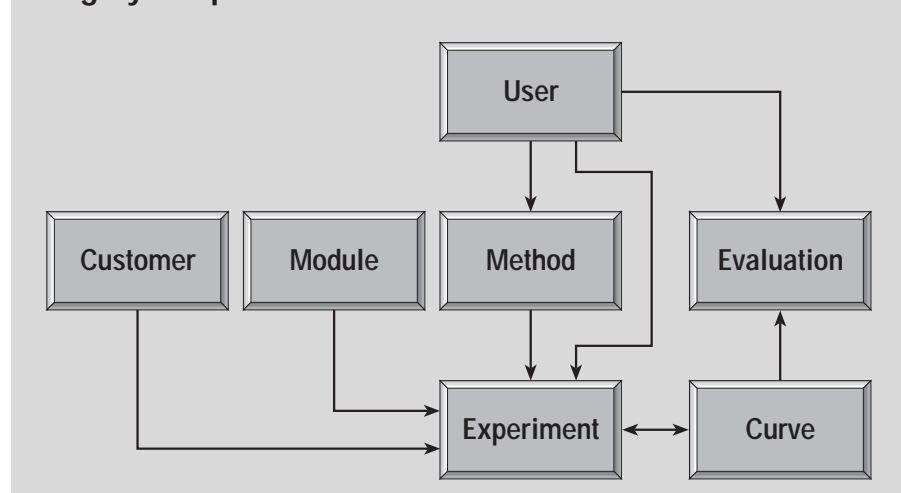 User
Customer
Module
Method
Evaluation
Experiment
Curve